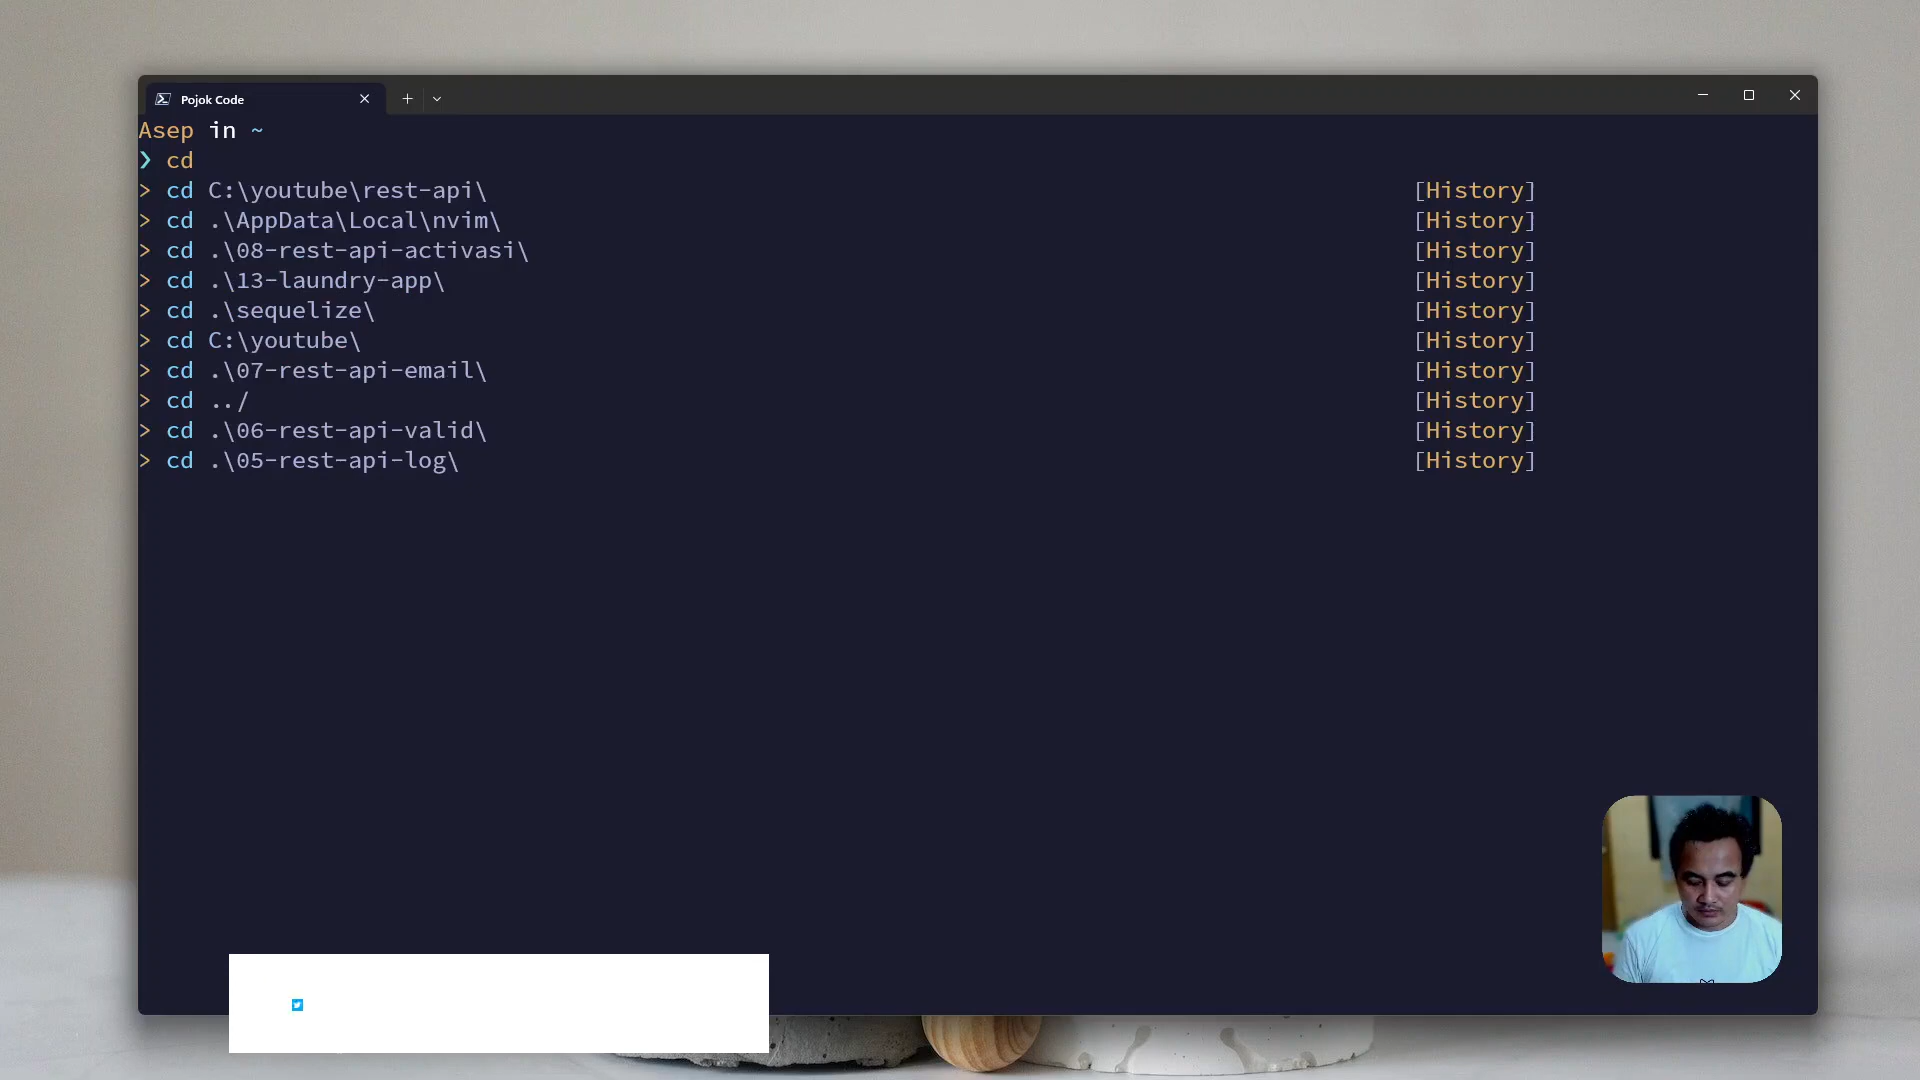 Pojok Code
Asep in ~
❯ cd
> cd C:\youtube\rest-api\ [History]
> cd .\AppData\Local\nvim\ [History]
> cd .\08-rest-api-activasi\ [History]
> cd .\13-laundry-app\ [History]
> cd .\sequelize\ [History]
> cd C:\youtube\ [History]
> cd .\07-rest-api-email\ [History]
> cd ../ [History]
> cd .\06-rest-api-valid\ [History]
> cd .\05-rest-api-log\ [History]